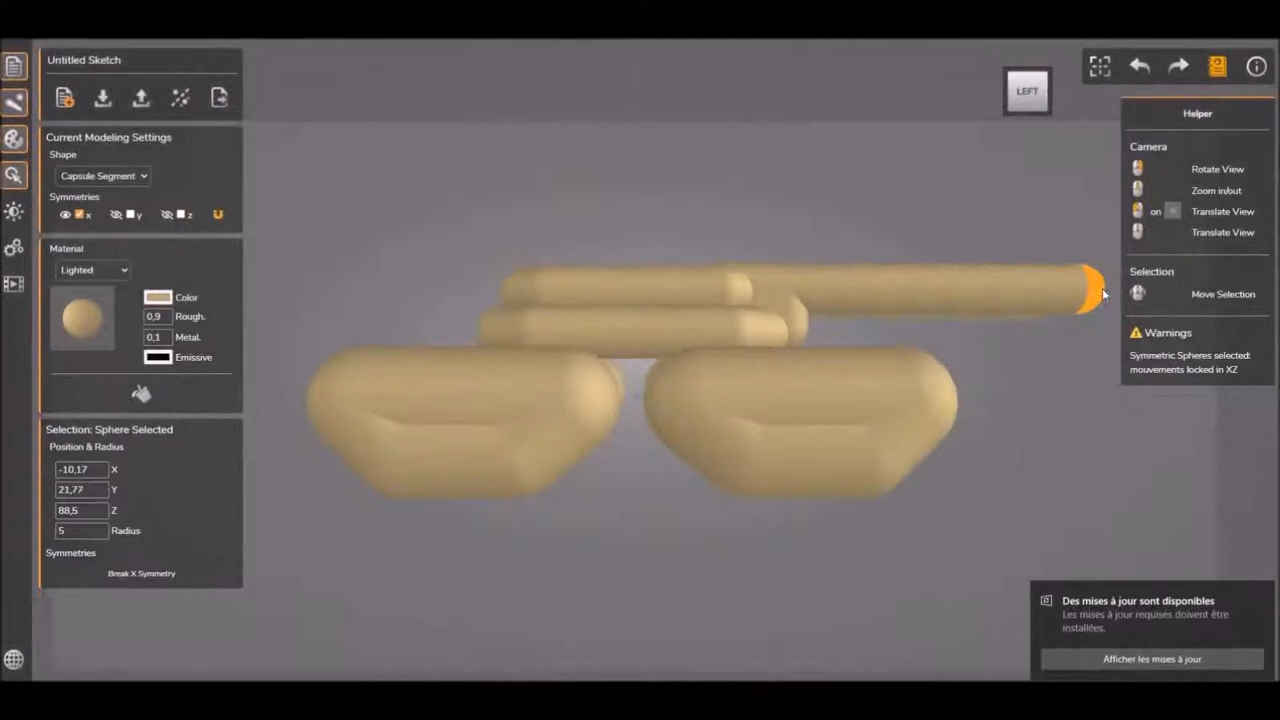 Untitled Sketch
Current Modeling Settings
Shape
Capsule Segment
Symmetries
x y z
Material
Lighted
Color
0,9 Rough.
0,1 Metal.
Emissive
Selection: Sphere Selected
Position & Radius
-10,17 X
21,77 Y
88,5 Z
5 Radius
Symmetries
Break X Symmetry
LEFT
Helper
Camera
Rotate View
Zoom in/out
on Translate View
Translate View
Selection
Move Selection
Warnings
Symmetric Spheres selected:
mouvements locked in XZ
Des mises à jour sont disponibles
Les mises à jour requises doivent être
installées.
Afficher les mises à jour